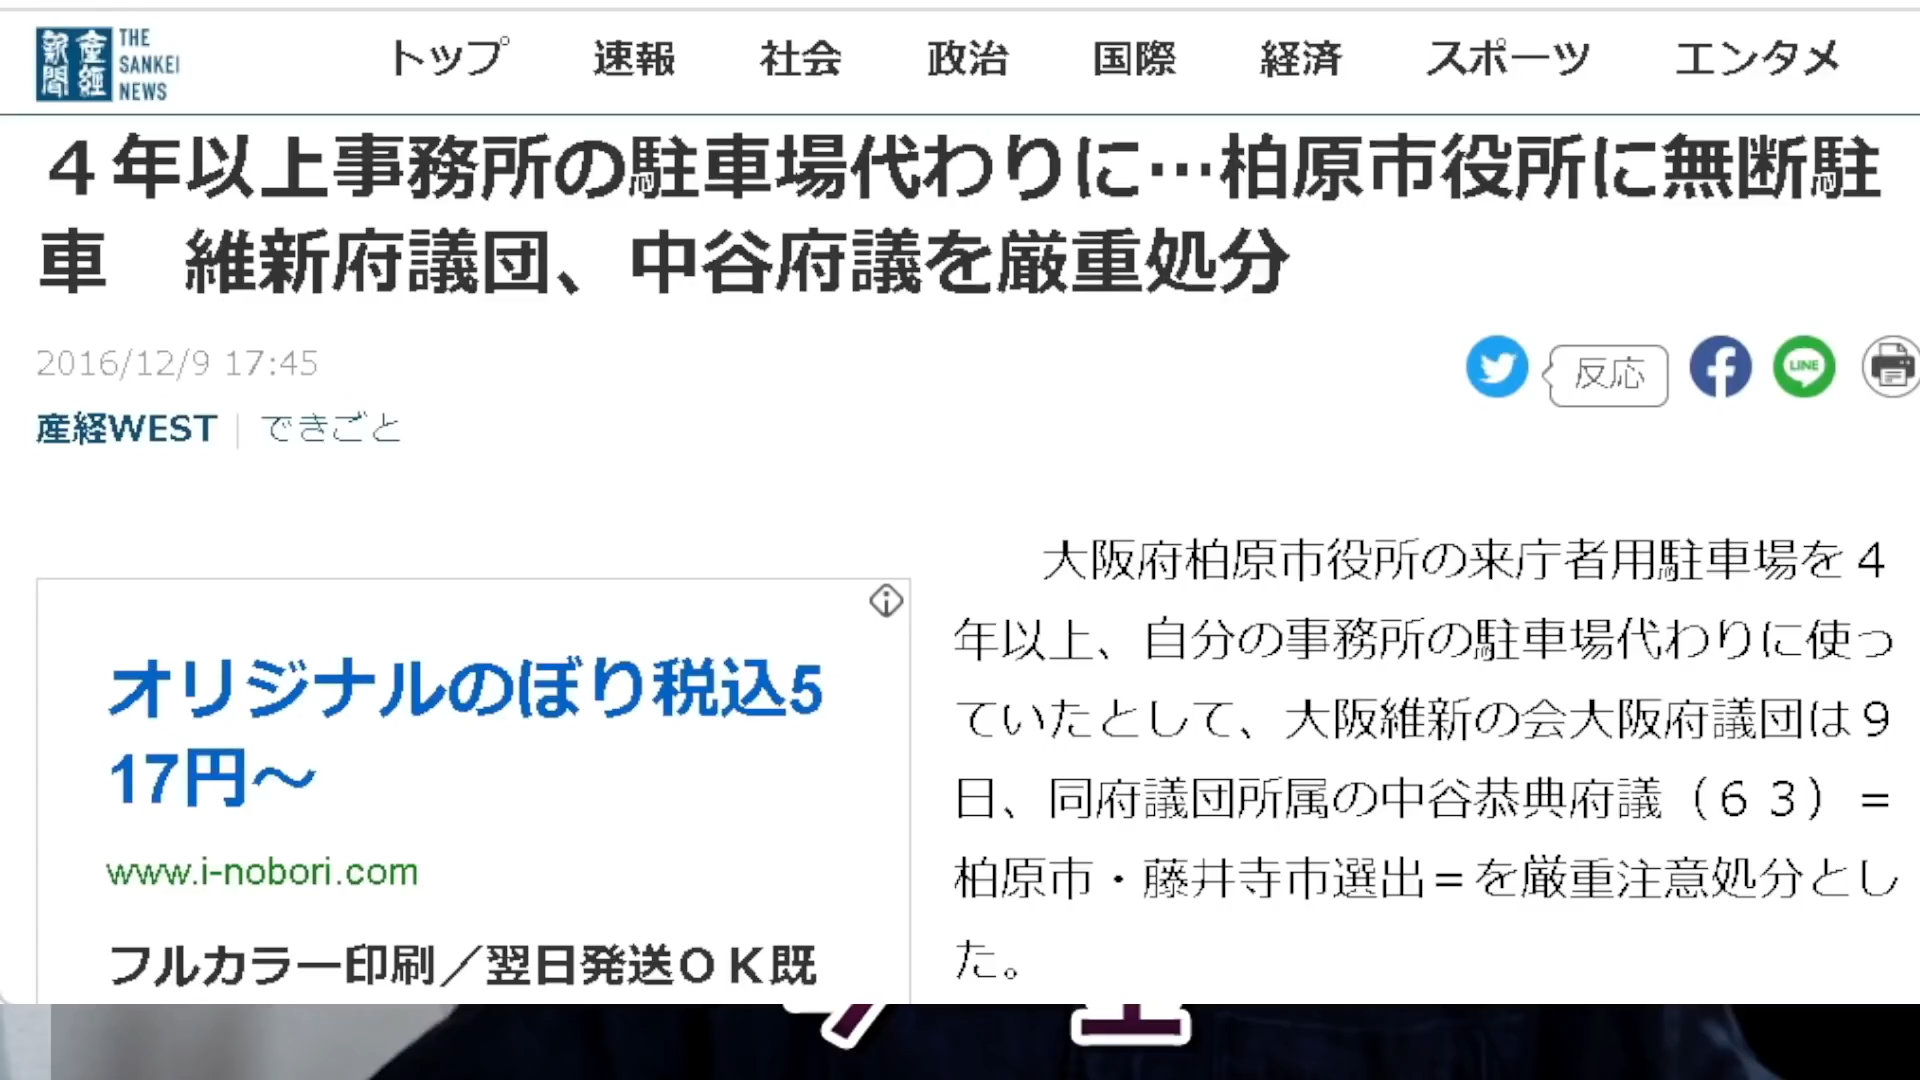 産經新聞
THE
SANKEI
NEWS
トップ 速報 社会 政治 国際 経済 スポーツ エンタメ
４年以上事務所の駐車場代わりに…柏原市役所に無断駐
車　維新府議団、中谷府議を厳重処分
2016/12/9 17:45
反応
LINE
産経WEST | できごと
オリジナルのぼり税込5
17円～
www.i-nobori.com
フルカラー印刷／翌日発送ＯＫ既
大阪府柏原市役所の来庁者用駐車場を４
年以上、自分の事務所の駐車場代わりに使っ
ていたとして、大阪維新の会大阪府議団は９
日、同府議団所属の中谷恭典府議（６３）＝
柏原市・藤井寺市選出＝を厳重注意処分とし
た。